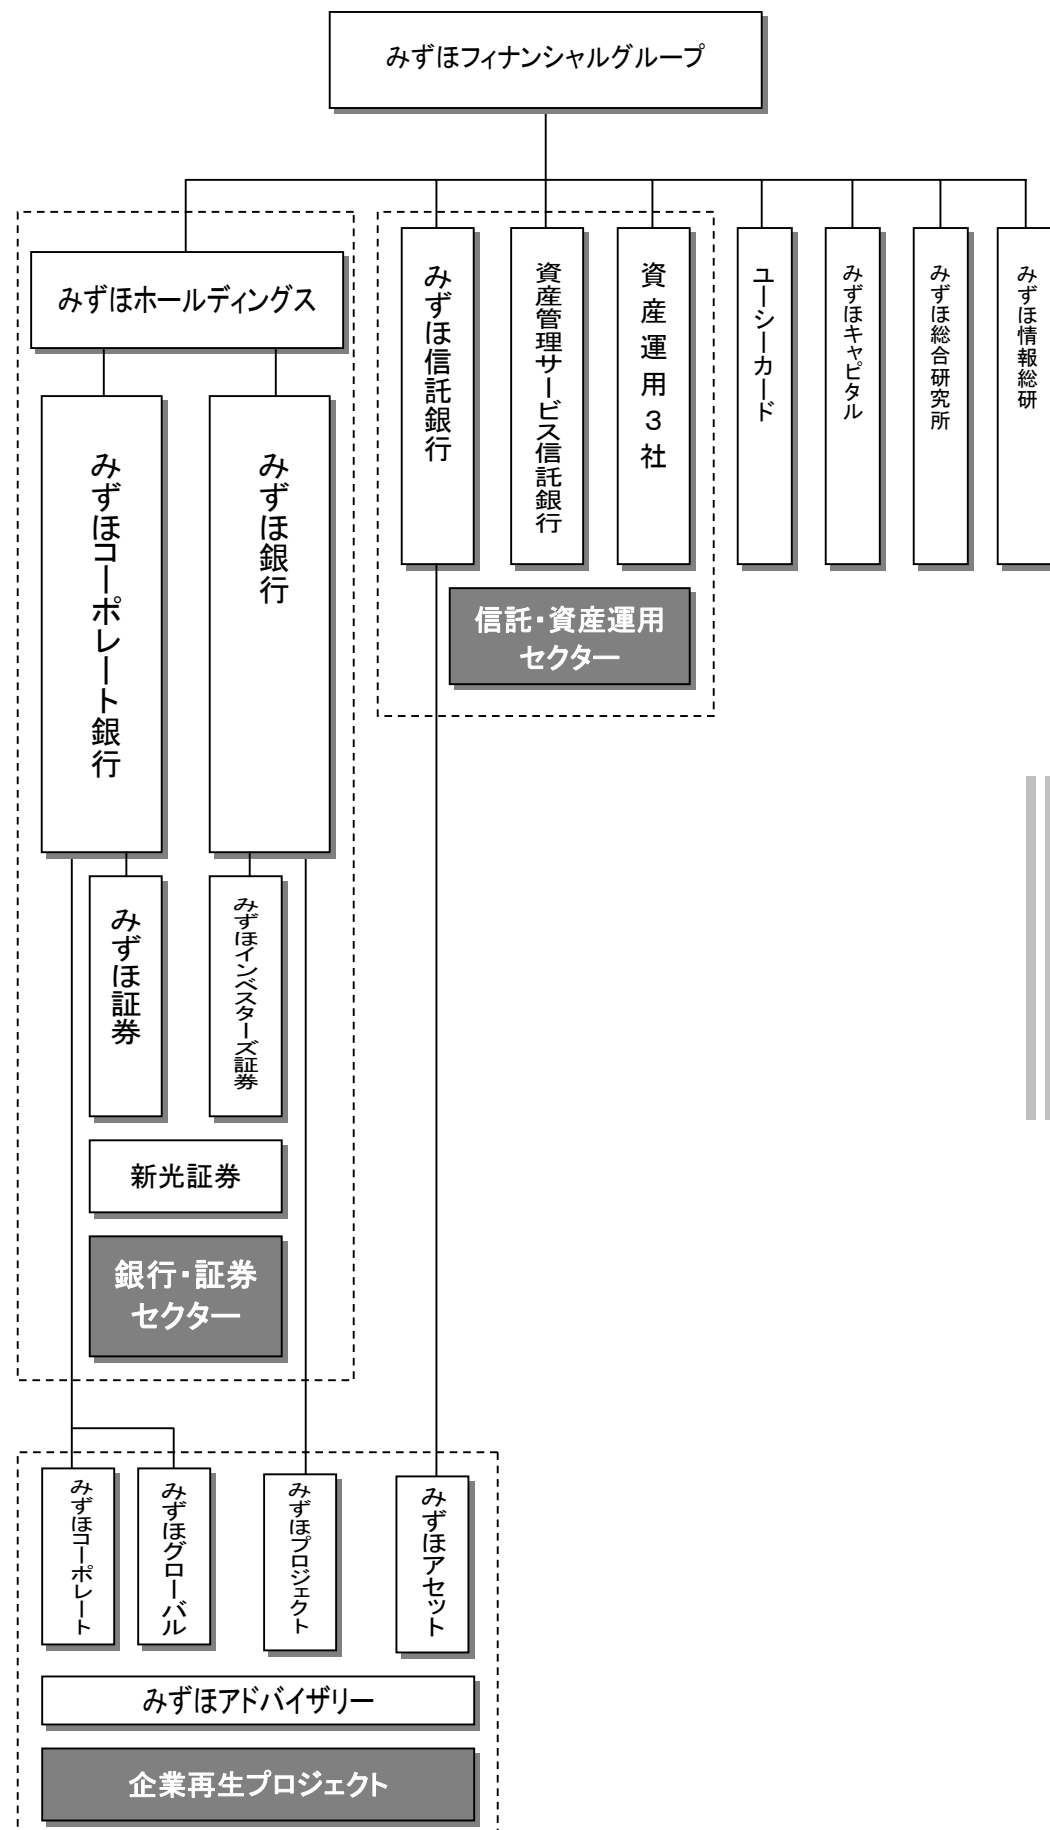 みずほフィナンシャルグループ
みずほホールディングス
みずほ信託銀行
資産管理サービス信託銀行
資産運用3社
ユーシーカード
みずほキャピタル
みずほ総合研究所
みずほ情報総研
みずほコーポレート銀行
みずほ銀行
信託・資産運用
セクター
みずほ証券
みずほインベスターズ証券
新光証券
銀行・証券
セクター
みずほコーポレート
みずほグローバル
みずほプロジェクト
みずほアセット
みずほアドバイザリー
企業再生プロジェクト